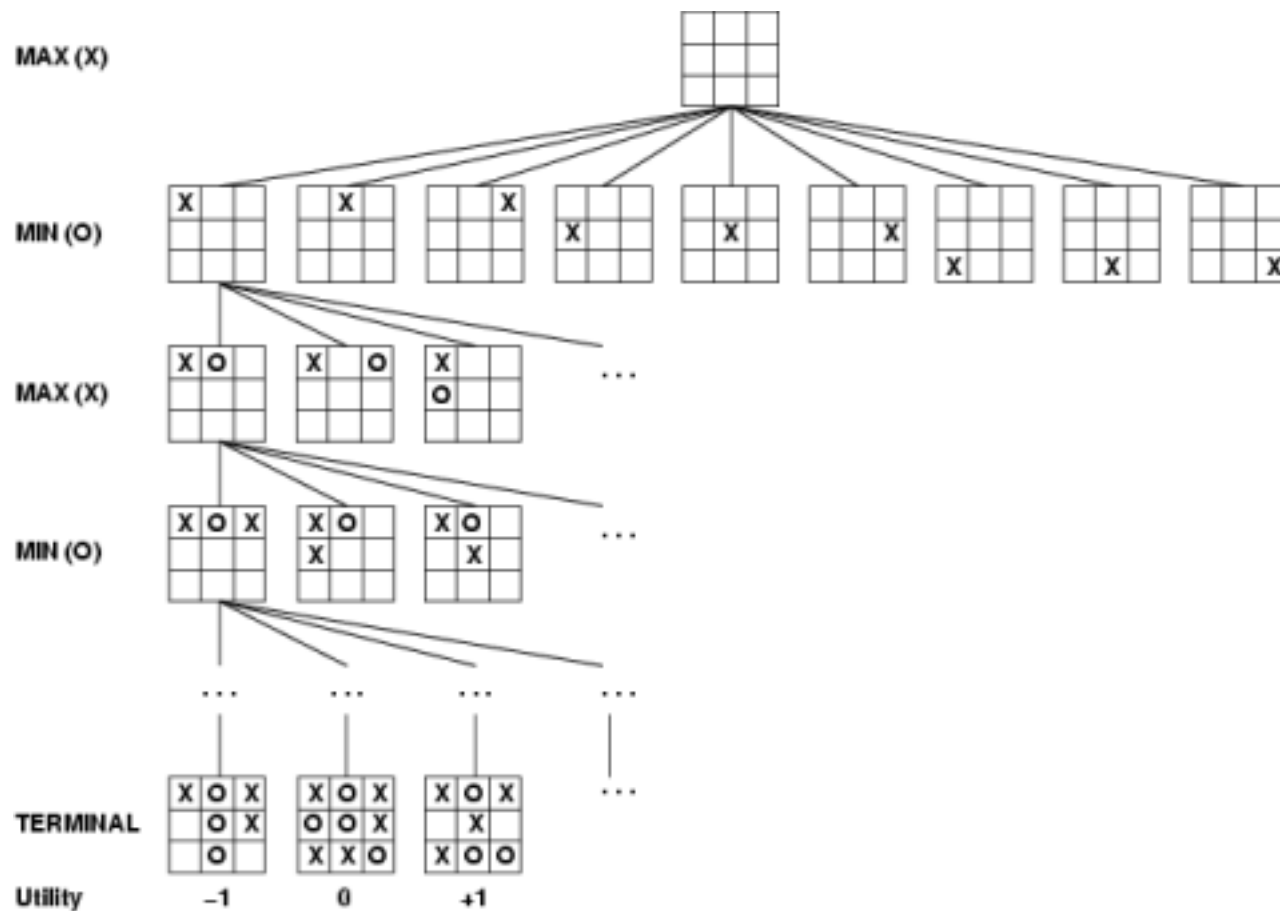 MAX (X)
X X X X X X X X X
MIN (O)
X O X O X
MAX (X)
O
...
X O X X O X O
MIN (O)
X X
...
... ... ... ...
X O X X O X X O X
...
TERMINAL
O X O O X X
O X X O X O O
Utility -1 0 +1